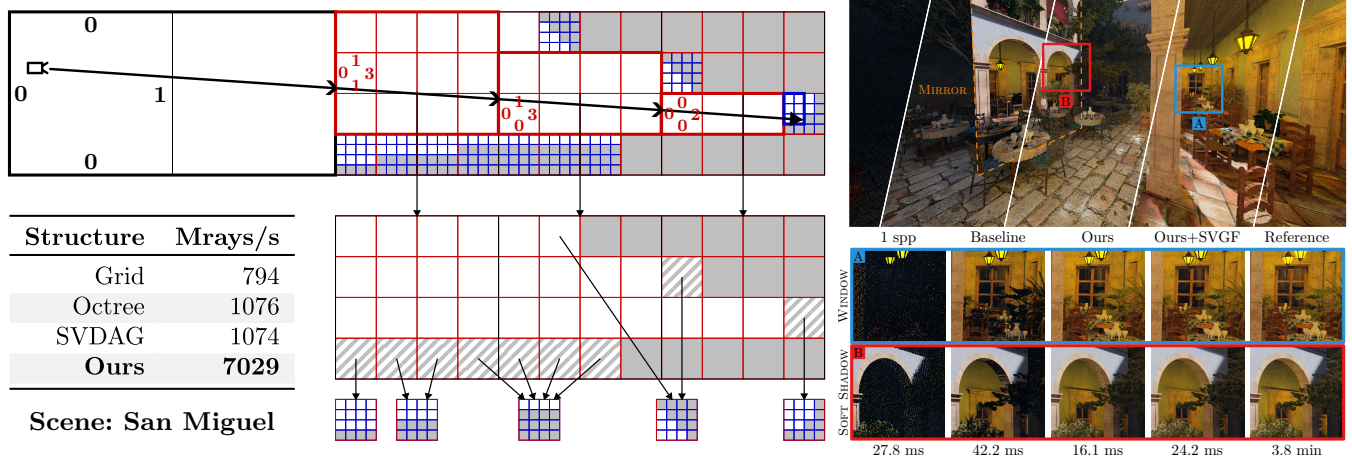 0
0 1
0
0 1 3
1
0 1 3
0
0 0 2
0
Structure Mrays/s
Grid 794
Octree 1076
SVDAG 1074
Ours 7029
Scene: San Miguel
Mirror
B
A
1 spp Baseline Ours Ours+SVGF Reference
A
Window
B
Soft Shadow
27.8 ms 42.2 ms 16.1 ms 24.2 ms 3.8 min